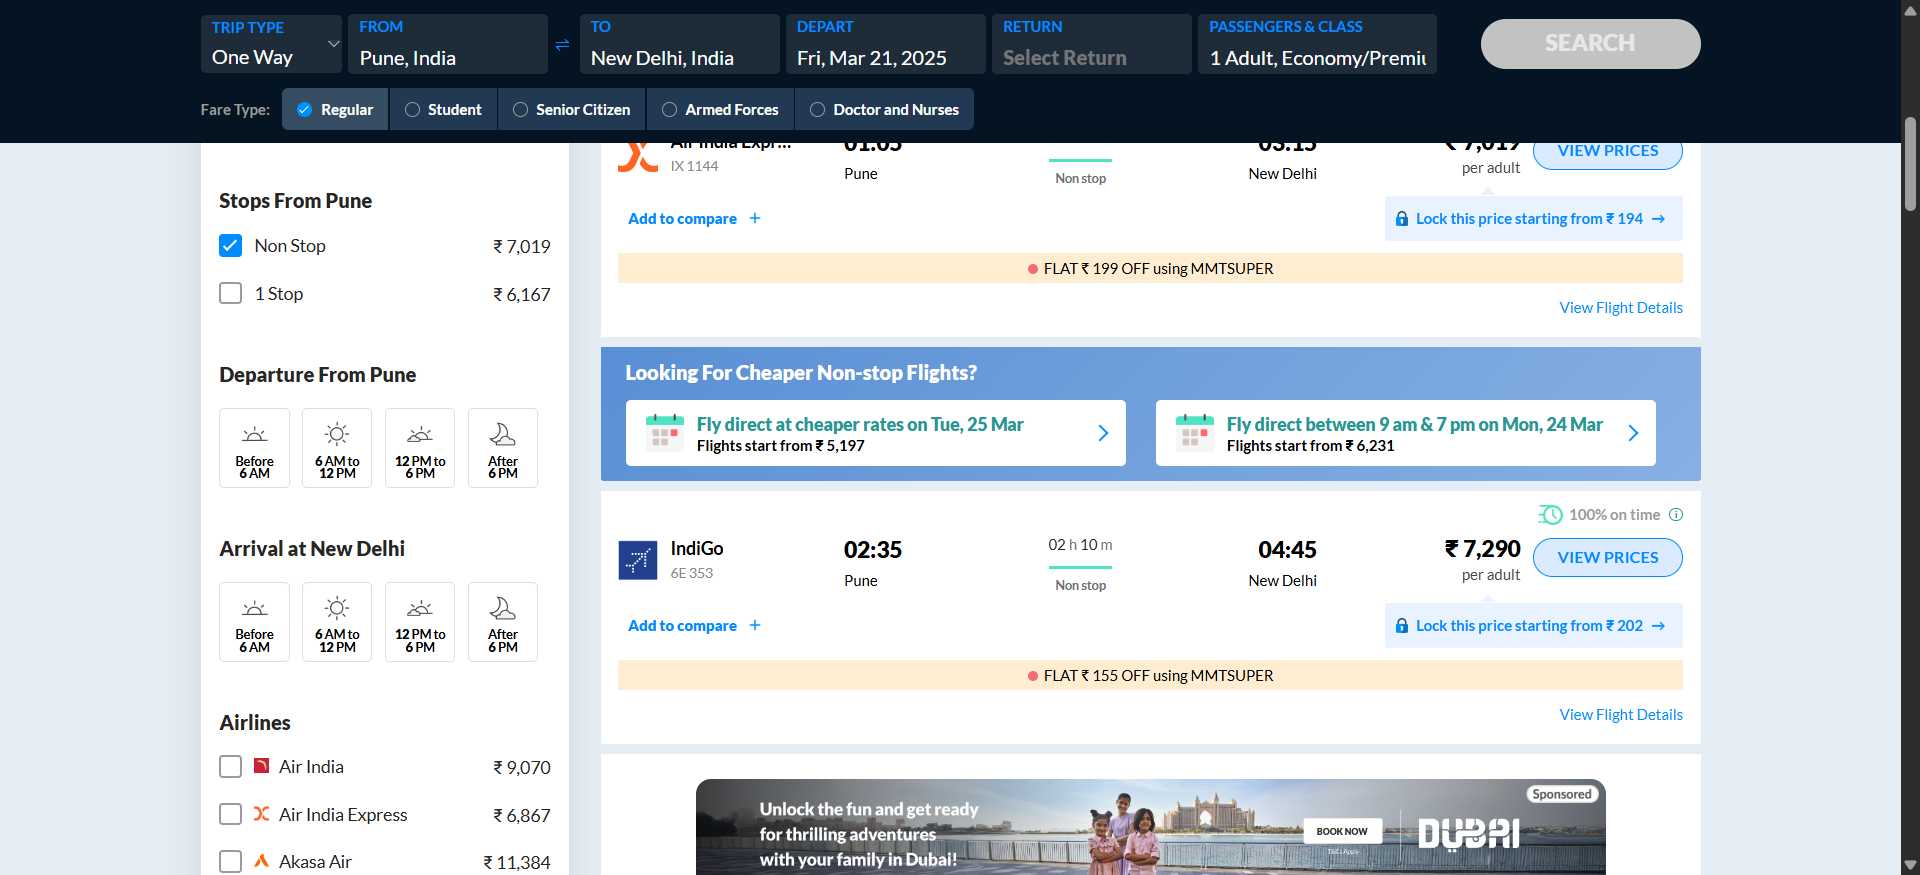 TRIP TYPE
One Way
FROM
Pune, India
TO
New Delhi, India
DEPART
Fri, Mar 21, 2025
RETURN
Select Return
PASSENGERS & CLASS
1 Adult, Economy/Premiu
SEARCH
Fare Type:
Regular
Student
Senior Citizen
Armed Forces
Doctor and Nurses
Stops From Pune
Non Stop ₹ 7,019
1 Stop ₹ 6,167
Departure From Pune
Before 6 AM
6 AM to 12 PM
12 PM to 6 PM
After 6 PM
Arrival at New Delhi
Before 6 AM
6 AM to 12 PM
12 PM to 6 PM
After 6 PM
Airlines
Air India ₹ 9,070
Air India Express ₹ 6,867
Akasa Air ₹ 11,384
Air India Expr...
IX 1144
01:05
Pune
Non stop
03:15
New Delhi
₹ 7,019
per adult
VIEW PRICES
Add to compare +
Lock this price starting from ₹ 194 →
FLAT ₹ 199 OFF using MMTSUPER
View Flight Details
Looking For Cheaper Non-stop Flights?
Fly direct at cheaper rates on Tue, 25 Mar
Flights start from ₹ 5,197
Fly direct between 9 am & 7 pm on Mon, 24 Mar
Flights start from ₹ 6,231
100% on time
IndiGo
6E 353
02:35
Pune
02 h 10 m
Non stop
04:45
New Delhi
₹ 7,290
per adult
VIEW PRICES
Add to compare +
Lock this price starting from ₹ 202 →
FLAT ₹ 155 OFF using MMTSUPER
View Flight Details
Sponsored
Unlock the fun and get ready
for thrilling adventures
with your family in Dubai!
BOOK NOW
T&Cs Apply
DUBAI